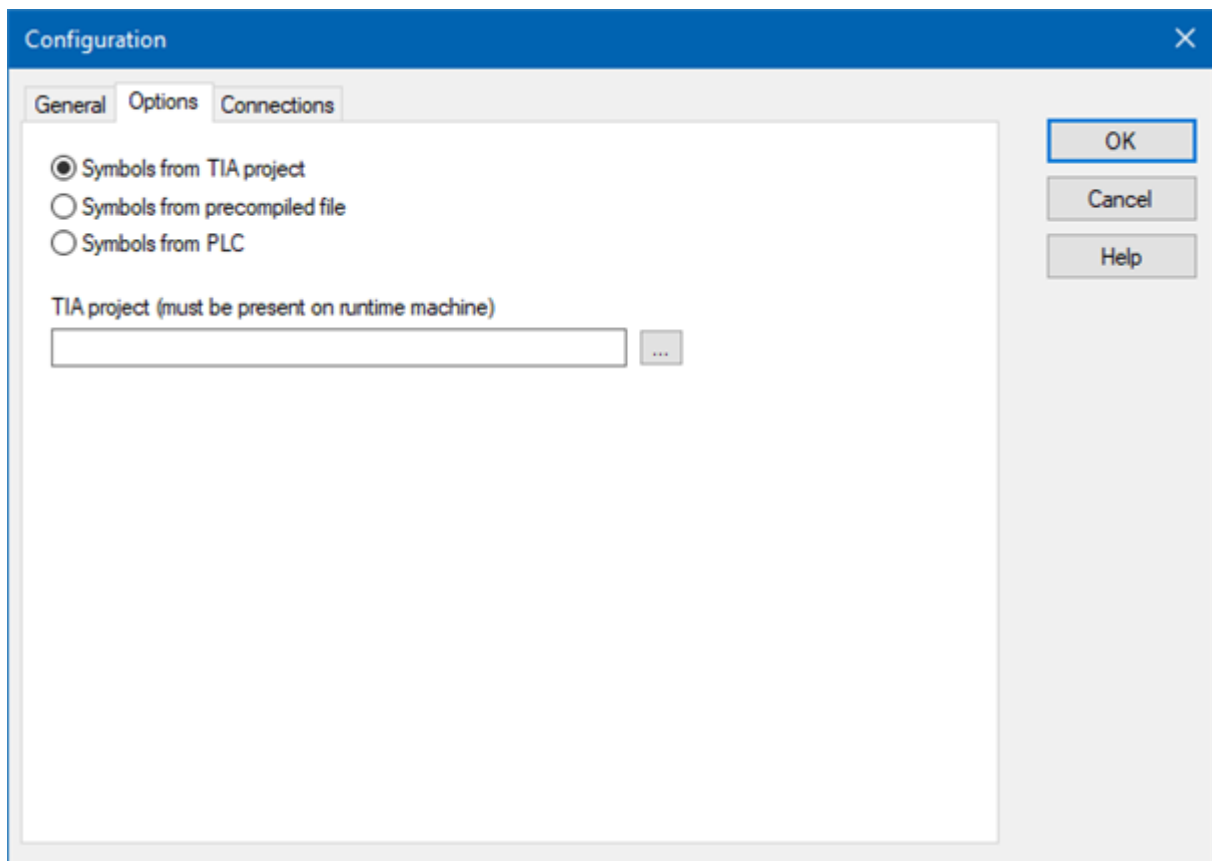 Configuration
General Options Connections
Symbols from TIA project
Symbols from precompiled file
Symbols from PLC
TIA project (must be present on runtime machine)
...
OK
Cancel
Help